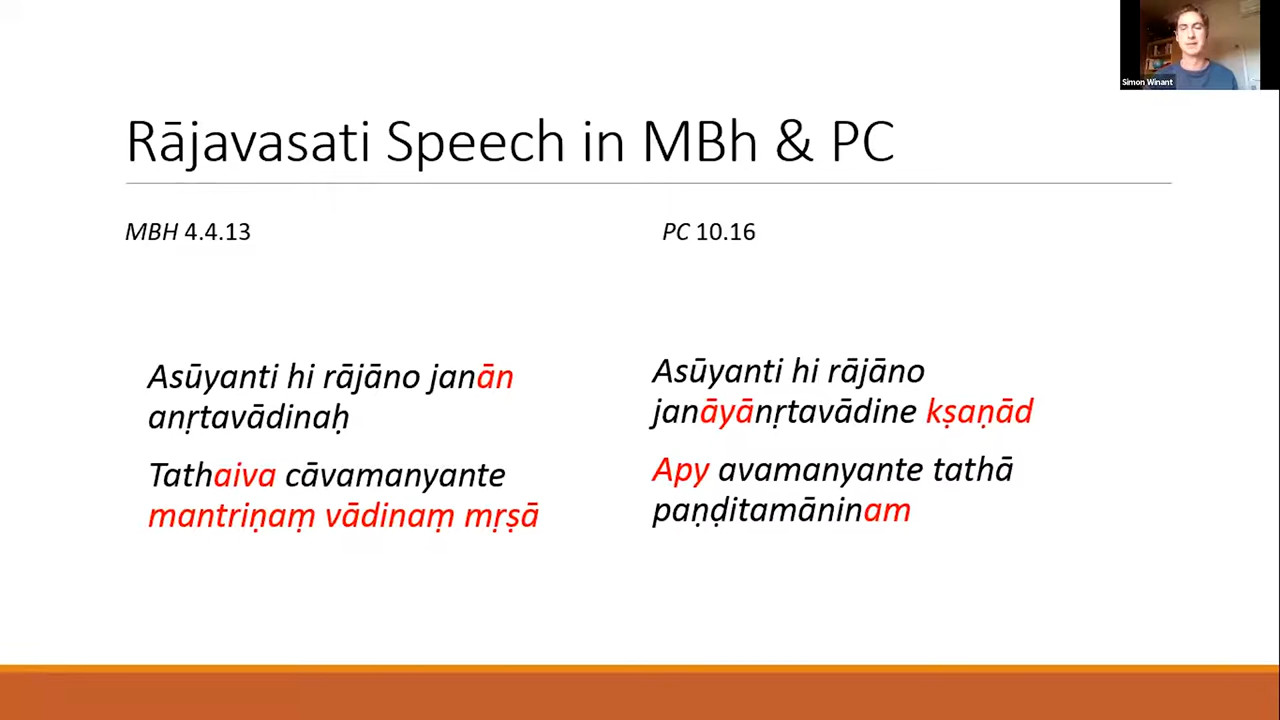 Simon Winant
Rājavasati Speech in MBh & PC
MBH 4.4.13
Asūyanti hi rājāno janān
anṛtavādinaḥ
Tathaiva cāvamanyante
mantriṇaṃ vādinaṃ mṛṣā
PC 10.16
Asūyanti hi rājāno
janāyānṛtavādine kṣaṇād
Apy avamanyante tathā
paṇḍitamāninam